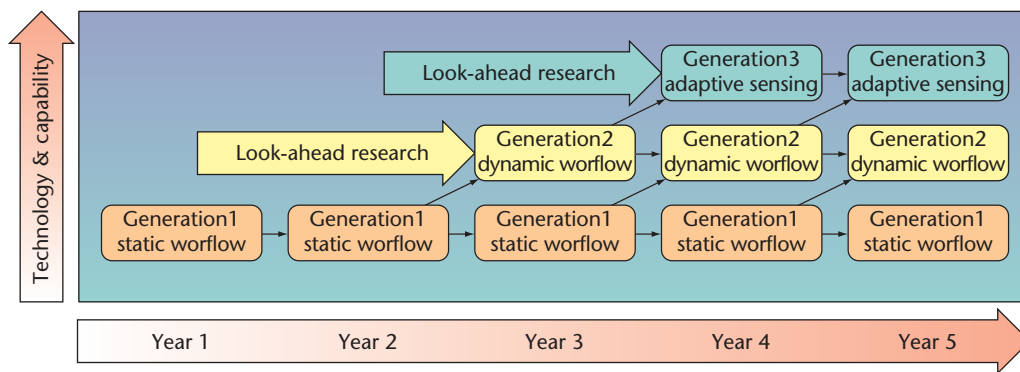 Technology & capability
Look-ahead research
Generation3
adaptive sensing
Generation3
adaptive sensing
Look-ahead research
Generation2
dynamic worflow
Generation2
dynamic worflow
Generation2
dynamic worflow
Generation1
static worflow
Generation1
static worflow
Generation1
static worflow
Generation1
static worflow
Generation1
static worflow
Year 1
Year 2
Year 3
Year 4
Year 5